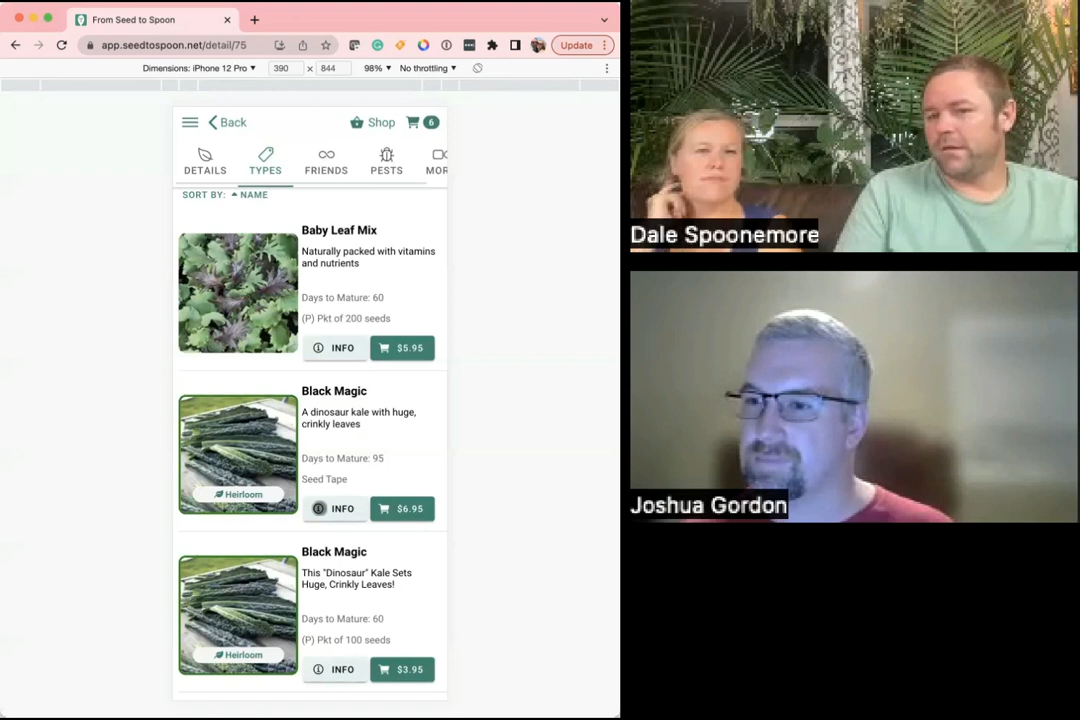 From Seed to Spoon
app.seedtospoon.net/detail/75
Update
Dimensions: iPhone 12 Pro 390 × 844 98% No throttling
Back Shop 6
DETAILS TYPES FRIENDS PESTS MOR
SORT BY: NAME
Baby Leaf Mix
Naturally packed with vitamins
and nutrients
Days to Mature: 60
(P) Pkt of 200 seeds
INFO $5.95
Black Magic
A dinosaur kale with huge,
crinkly leaves
Days to Mature: 95
Seed Tape
Heirloom
INFO $6.95
Black Magic
This "Dinosaur" Kale Sets
Huge, Crinkly Leaves!
Days to Mature: 60
(P) Pkt of 100 seeds
Heirloom
INFO $3.95
Dale Spoonemore
Joshua Gordon